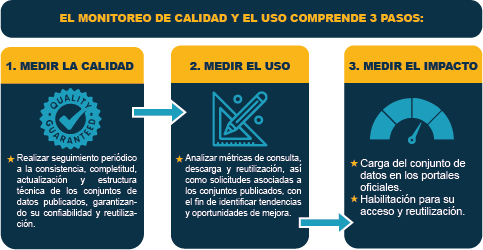 EL MONITOREO DE CALIDAD Y EL USO COMPRENDE 3 PASOS:
1. MEDIR LA CALIDAD
QUALITY
GUARANTEED
Realizar seguimiento periódico
a la consistencia, completitud,
actualización y estructura
técnica de los conjuntos de
datos publicados, garantizan-
do su confiabilidad y reutiliza-
ción.
2. MEDIR EL USO
Analizar métricas de consulta,
descarga y reutilización, así
como solicitudes asociadas a
los conjuntos publicados, con
el fin de identificar tendencias
y oportunidades de mejora.
3. MEDIR EL IMPACTO
Carga del conjunto de
datos en los portales
oficiales.
Habilitación para su
acceso y reutilización.